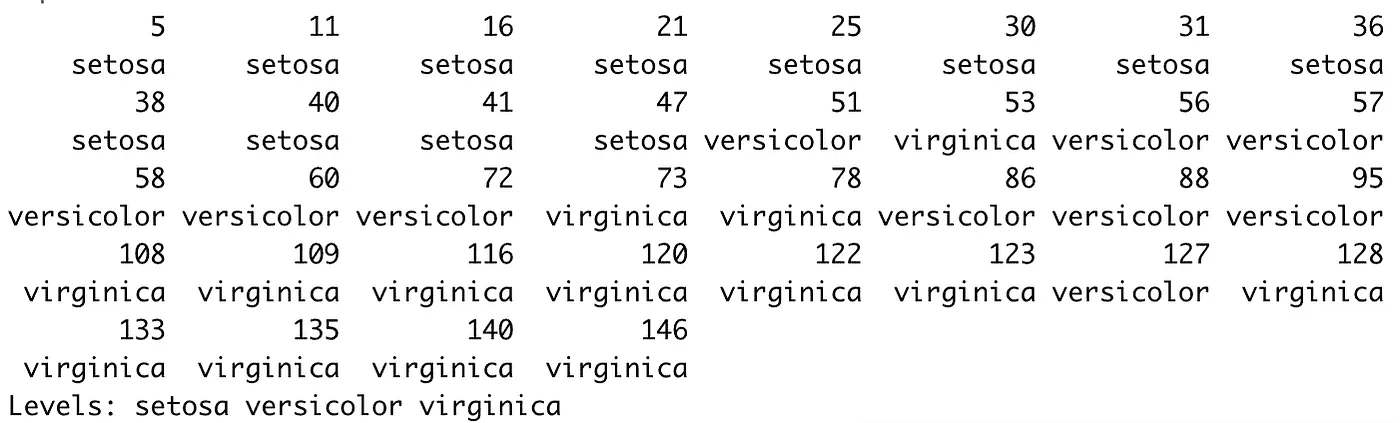 5 11 16 21 25 30 31 36
setosa setosa setosa setosa setosa setosa setosa setosa
38 40 41 47 51 53 56 57
setosa setosa setosa setosa versicolor virginica versicolor versicolor
58 60 72 73 78 86 88 95
versicolor versicolor versicolor virginica virginica versicolor versicolor versicolor
108 109 116 120 122 123 127 128
virginica virginica virginica virginica virginica virginica versicolor virginica
133 135 140 146
virginica virginica virginica virginica
Levels: setosa versicolor virginica